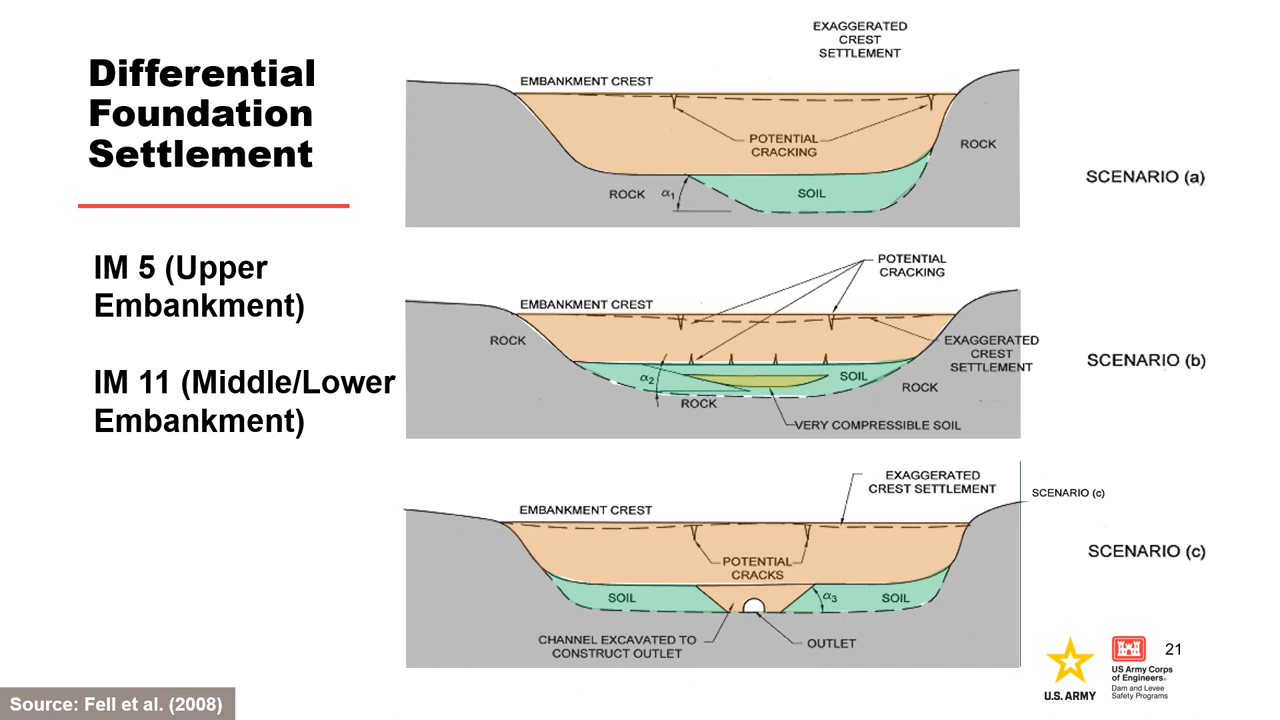 Differential
Foundation
Settlement
IM 5 (Upper
Embankment)
IM 11 (Middle/Lower
Embankment)
EXAGGERATED
CREST
SETTLEMENT
EMBANKMENT CREST
POTENTIAL
CRACKING
ROCK
ROCK
α1
SOIL
SCENARIO (a)
POTENTIAL
CRACKING
EMBANKMENT CREST
ROCK
EXAGGERATED
CREST
SETTLEMENT
α2
SOIL
ROCK
ROCK
VERY COMPRESSIBLE SOIL
SCENARIO (b)
EXAGGERATED
CREST SETTLEMENT
SCENARIO (c)
EMBANKMENT CREST
POTENTIAL
CRACKS
SCENARIO (c)
SOIL
α3
SOIL
CHANNEL EXCAVATED TO
CONSTRUCT OUTLET
OUTLET
21
U.S. ARMY
US Army Corps
of Engineers®
Dam and Levee
Safety Programs
Source: Fell et al. (2008)